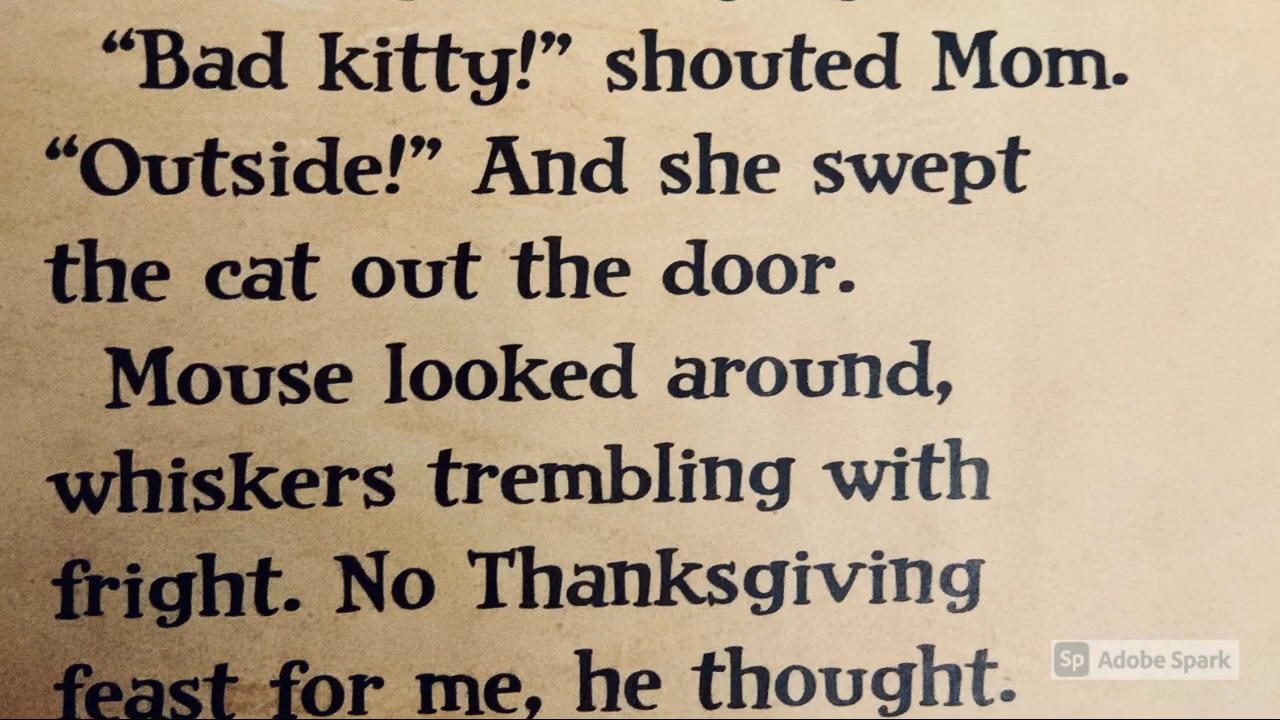 “Bad kitty!” shouted Mom.
“Outside!” And she swept
the cat out the door.
Mouse looked around,
whiskers trembling with
fright. No Thanksgiving
feast for me, he thought.
Sp Adobe Spark